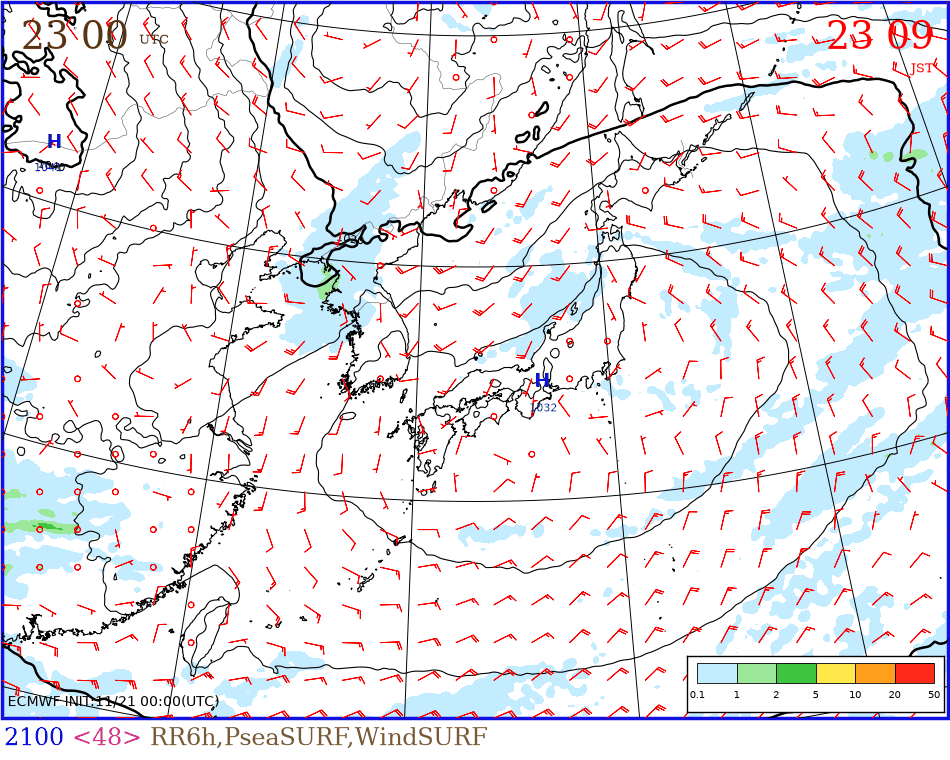 23 00 UTC
23 09
JST
H
H
1032
0.1 1 2 5 10 20 50
ECMWF INIT:11/21 00:00(UTC)
2100 <48> RR6h,PseaSURF,WindSURF